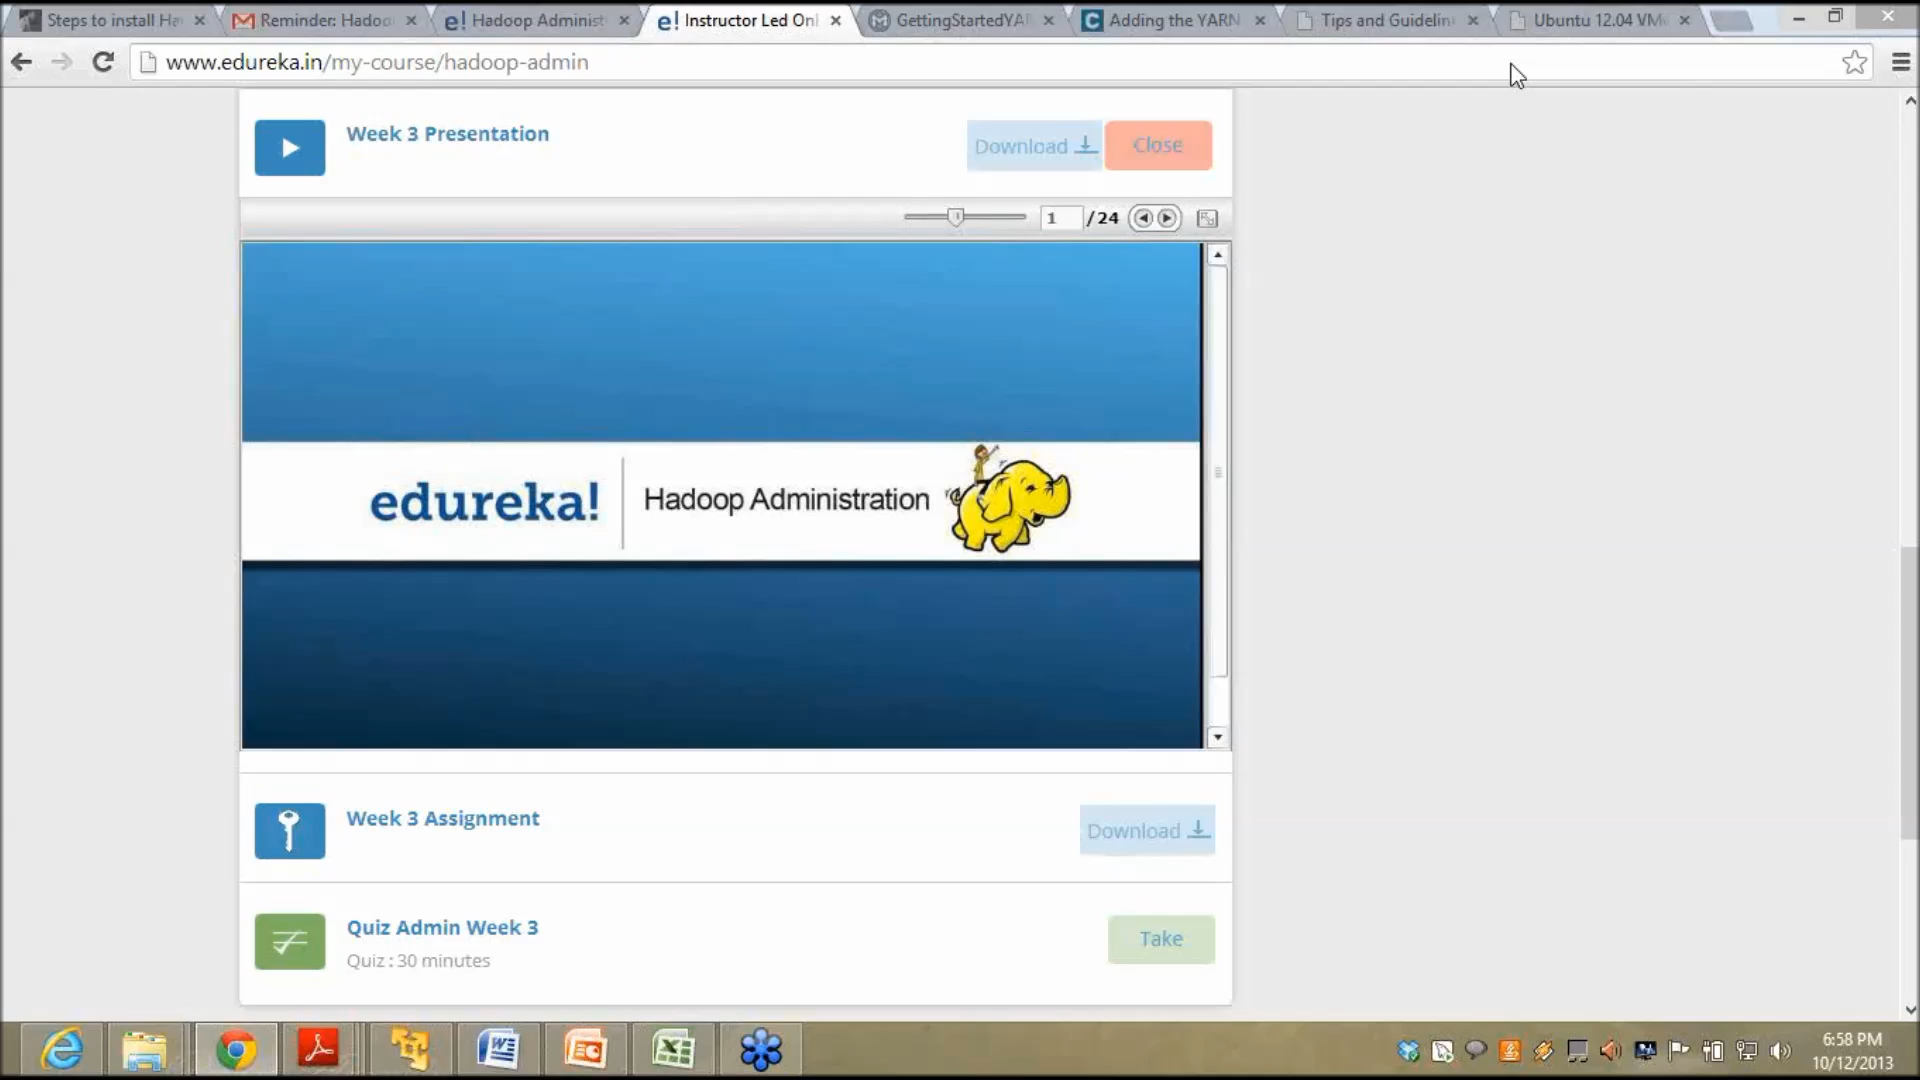 Steps to install Ha
Reminder: Hadoo
Hadoop Administ
Instructor Led Onl
GettingStartedYA
Adding the YARN
Tips and Guidelin
Ubuntu 12.04 VM
www.edureka.in/my-course/hadoop-admin
Week 3 Presentation
Download
Close
1 /24
edureka! Hadoop Administration
Week 3 Assignment
Download
Quiz Admin Week 3
Quiz : 30 minutes
Take
6:58 PM
10/12/2013